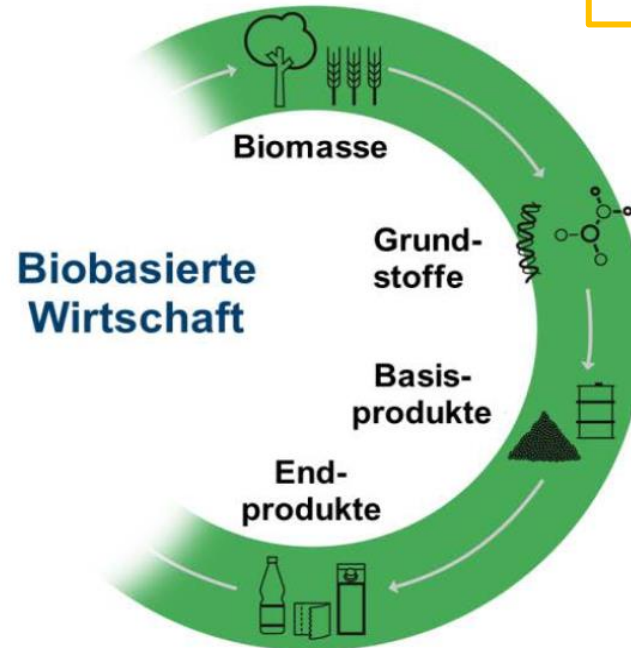 Biomasse
Grund-
stoffe
Biobasierte
Wirtschaft
Basis-
produkte
End-
produkte